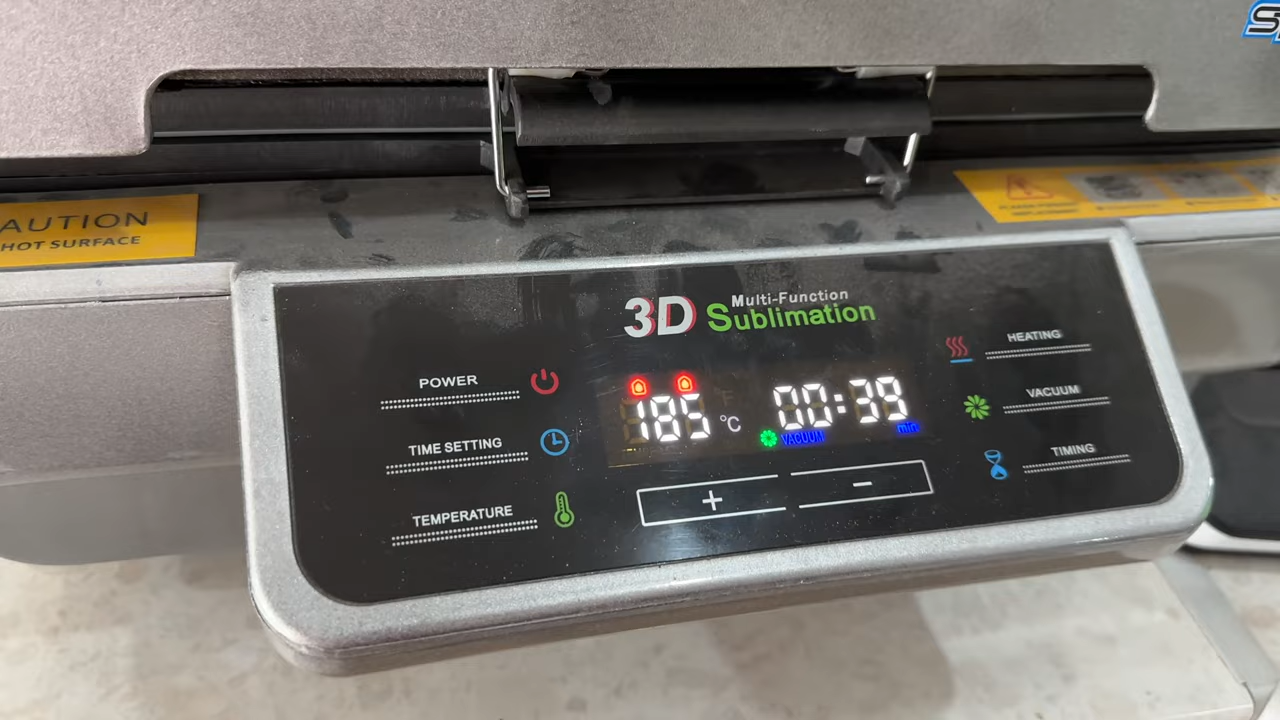 AUTION
HOT SURFACE
3D Multi-Function
Sublimation
POWER
TIME SETTING
TEMPERATURE
185 °C
00:39
VACUUM
min
+
-
HEATING
VACUUM
TIMING